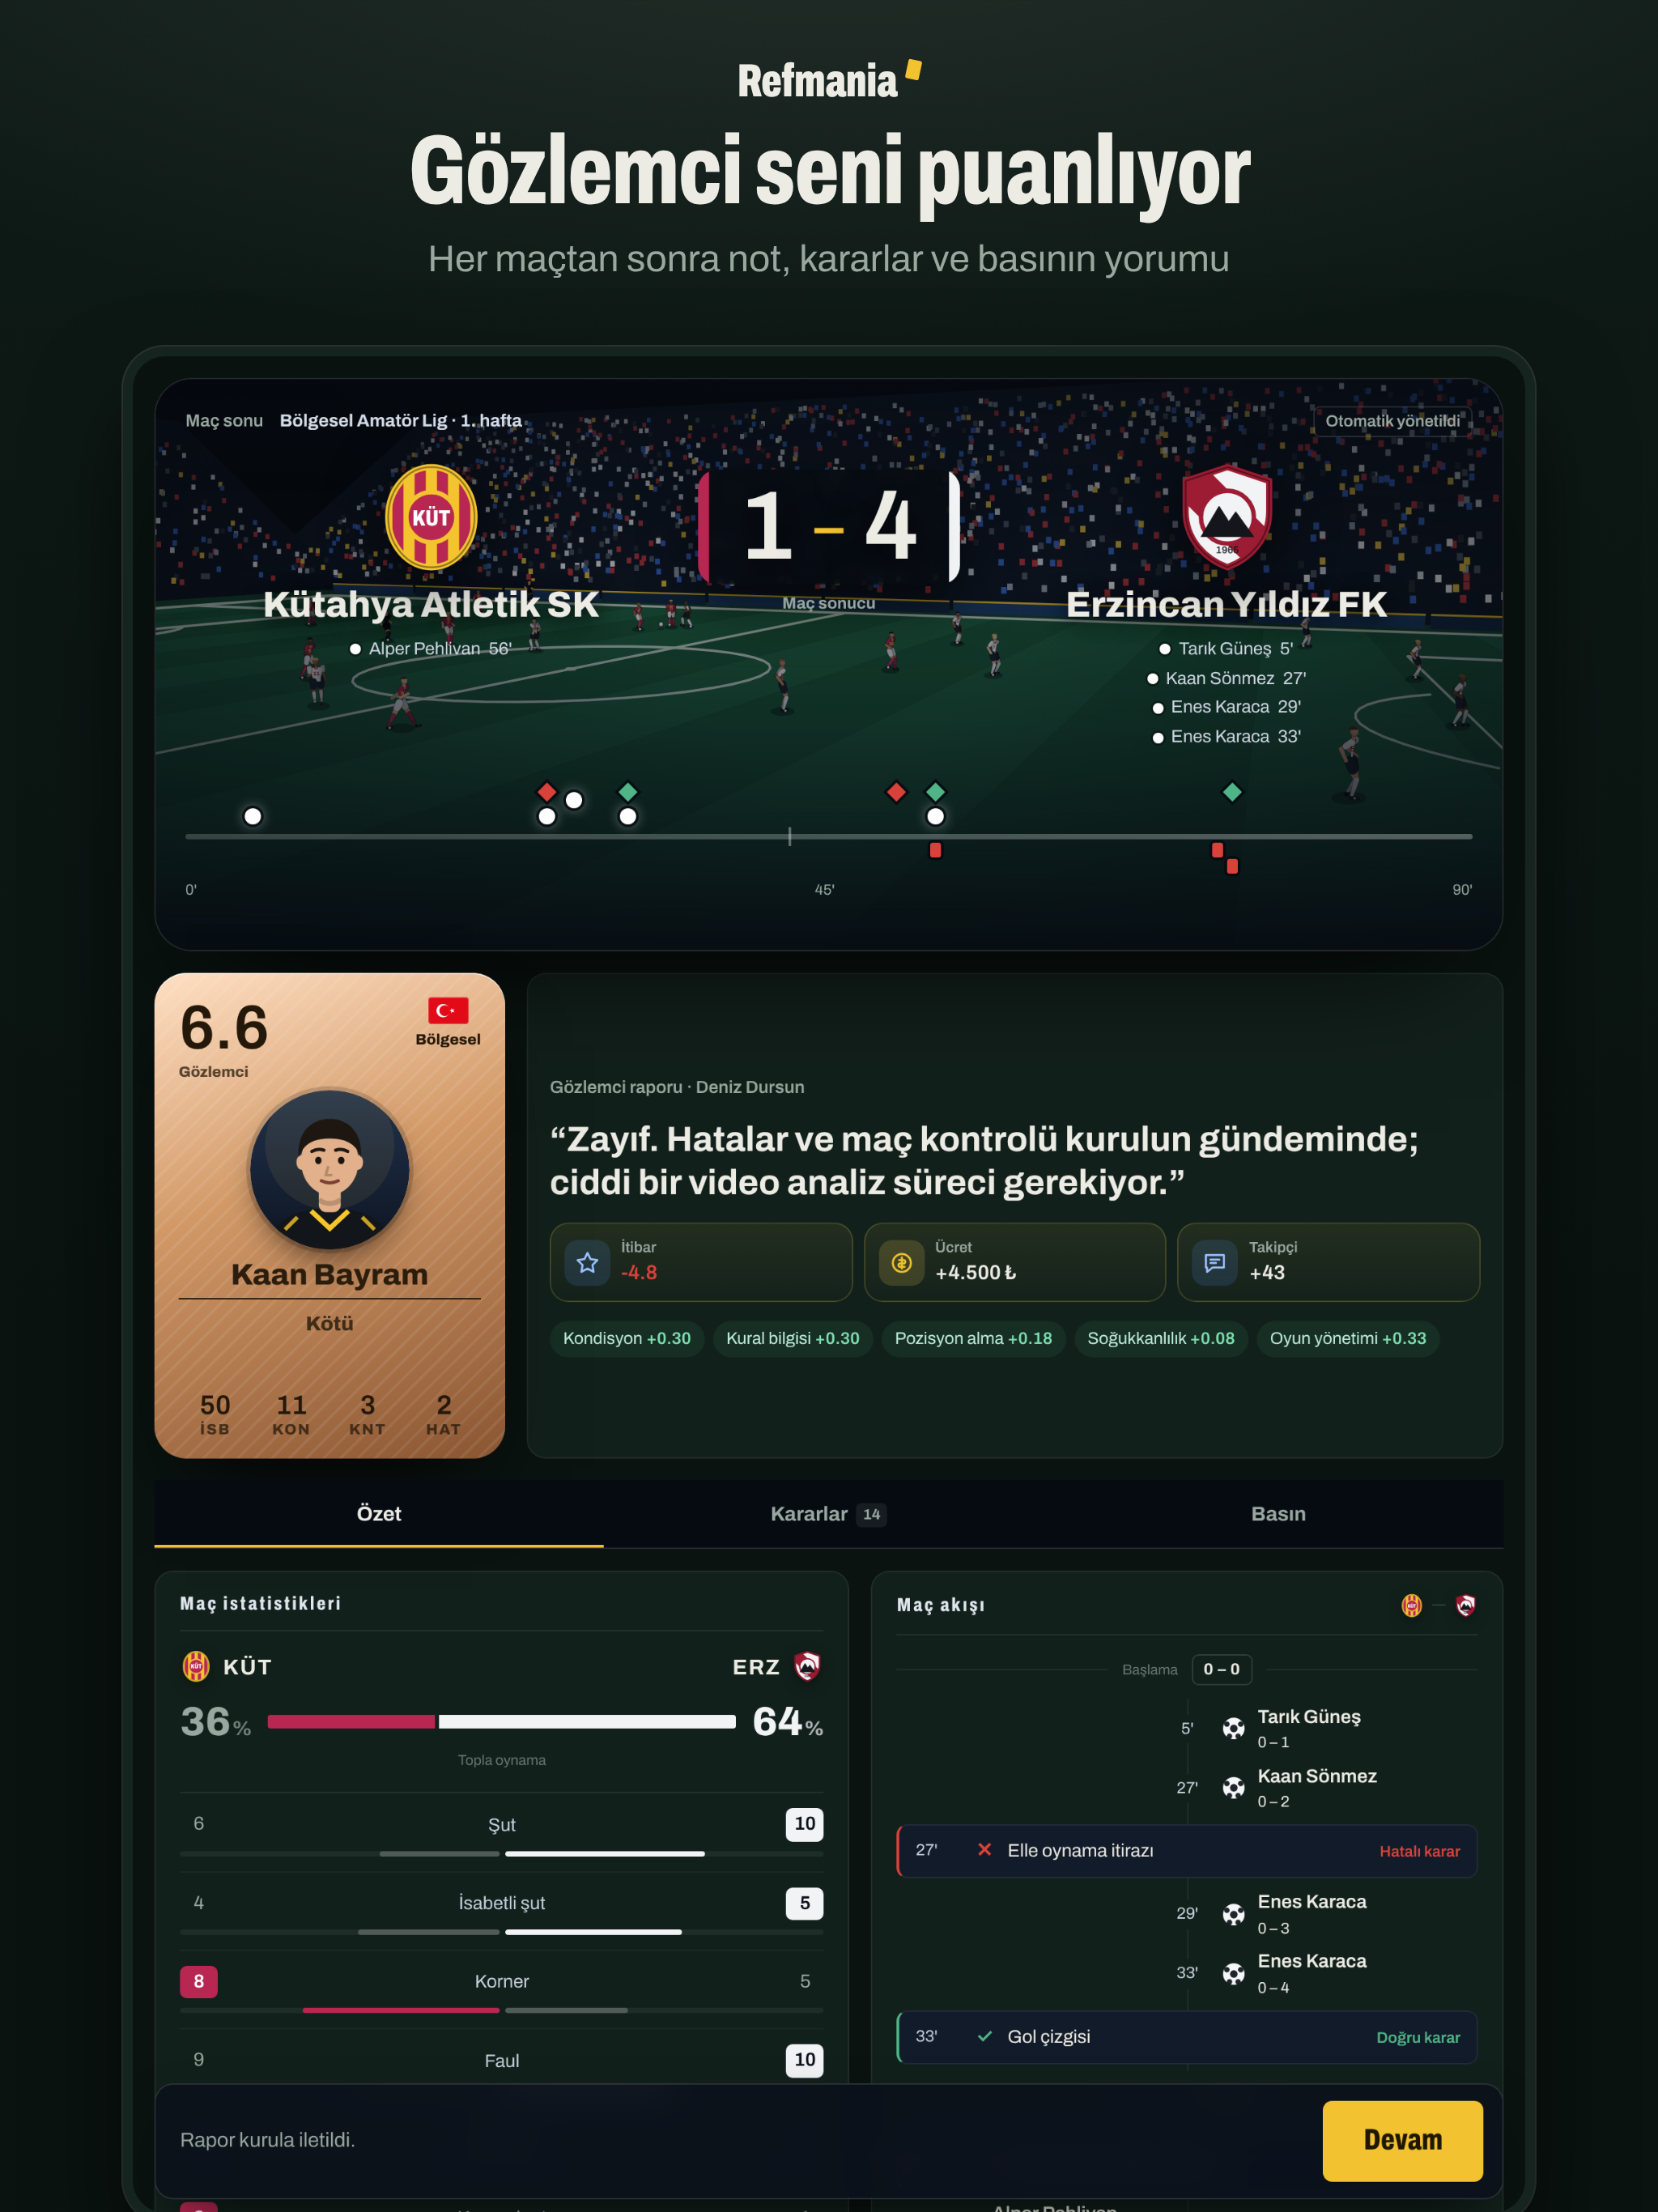 Refmania
Gözlemci seni puanlıyor
Her maçtan sonra not, kararlar ve basının yorumu
Maç sonu Bölgesel Amatör Lig · 1. hafta
Otomatik yönetildi
KÜT
1 – 4
1965
Kütahya Atletik SK
Maç sonucu
Erzincan Yıldız FK
Alper Pehlivan 56'
Tarık Güneş 5'
Kaan Sönmez 27'
Enes Karaca 29'
Enes Karaca 33'
0' 45' 90'
6.6
Gözlemci
Bölgesel
Kaan Bayram
Kötü
50 11 3 2
İSB KON KNT HAT
Gözlemci raporu · Deniz Dursun
“Zayıf. Hatalar ve maç kontrolü kurulun gündeminde;
ciddi bir video analiz süreci gerekiyor.”
İtibar
-4.8
Ücret
+4.500 ₺
Takipçi
+43
Kondisyon +0.30 Kural bilgisi +0.30 Pozisyon alma +0.18 Soğukkanlılık +0.08 Oyun yönetimi +0.33
Özet Kararlar 14 Basın
Maç istatistikleri
KÜT ERZ
36% 64%
Topla oynama
6 Şut 10
4 İsabetli şut 5
8 Korner 5
9 Faul 10
Maç akışı
Başlama 0 – 0
5' Tarık Güneş
0 – 1
27' Kaan Sönmez
0 – 2
27' Elle oynama itirazı Hatalı karar
29' Enes Karaca
0 – 3
33' Enes Karaca
0 – 4
33' Gol çizgisi Doğru karar
Rapor kurula iletildi.
Devam
Alper Pehlivan